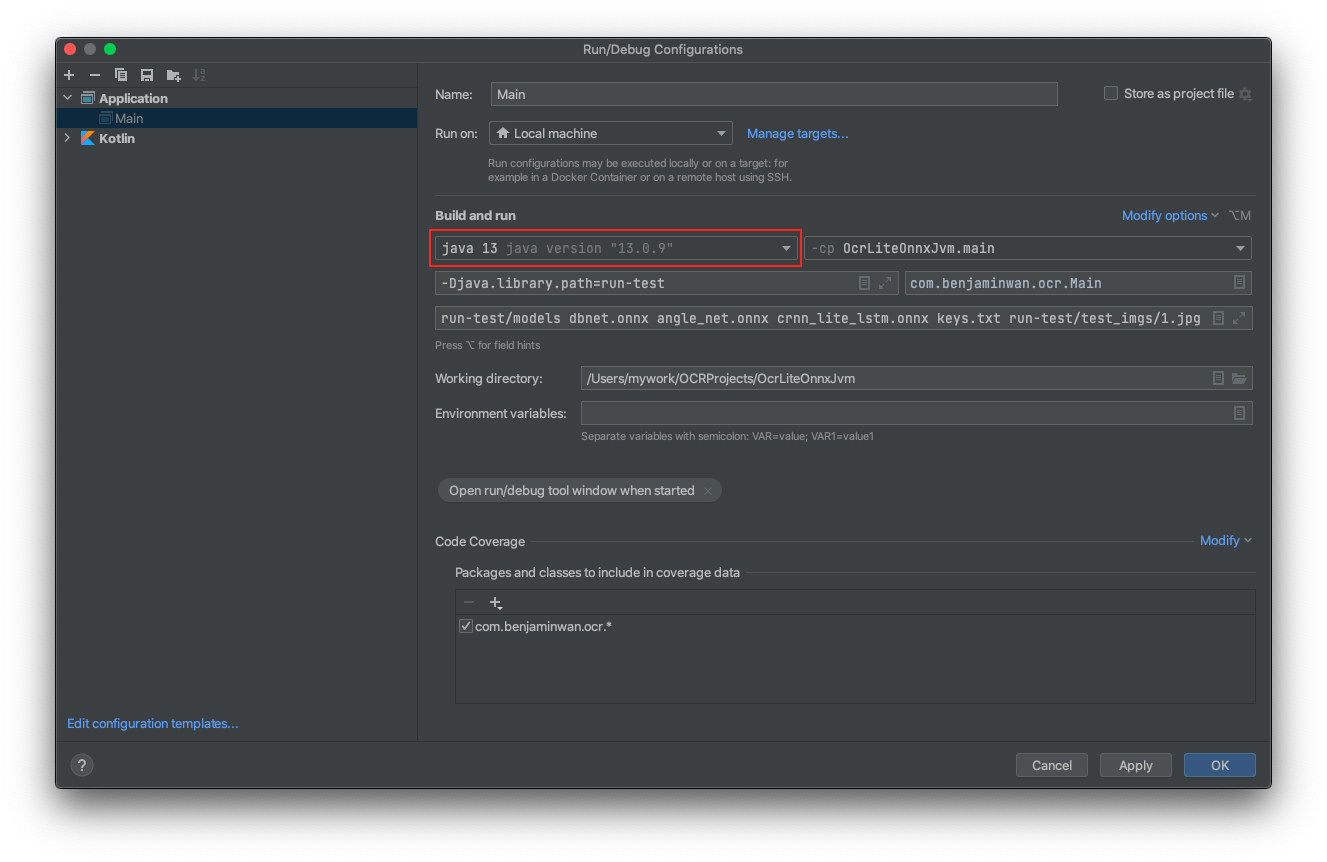 Run/Debug Configurations
Application
Main
Kotlin
Edit configuration templates...
Name: Main Store as project file
Run on: Local machine Manage targets...
Run configurations may be executed locally or on a target: for
example in a Docker Container or on a remote host using SSH.
Build and run Modify options ⌥M
java 13 java version "13.0.9" -cp OcrLiteOnnxJvm.main
-Djava.library.path=run-test com.benjaminwan.ocr.Main
run-test/models dbnet.onnx angle_net.onnx crnn_lite_lstm.onnx keys.txt run-test/test_imgs/1.jpg
Press ⌥ for field hints
Working directory: /Users/mywork/OCRProjects/OcrLiteOnnxJvm
Environment variables:
Separate variables with semicolon: VAR=value; VAR1=value1
Open run/debug tool window when started ×
Code Coverage Modify
Packages and classes to include in coverage data
com.benjaminwan.ocr.*
? Cancel Apply OK